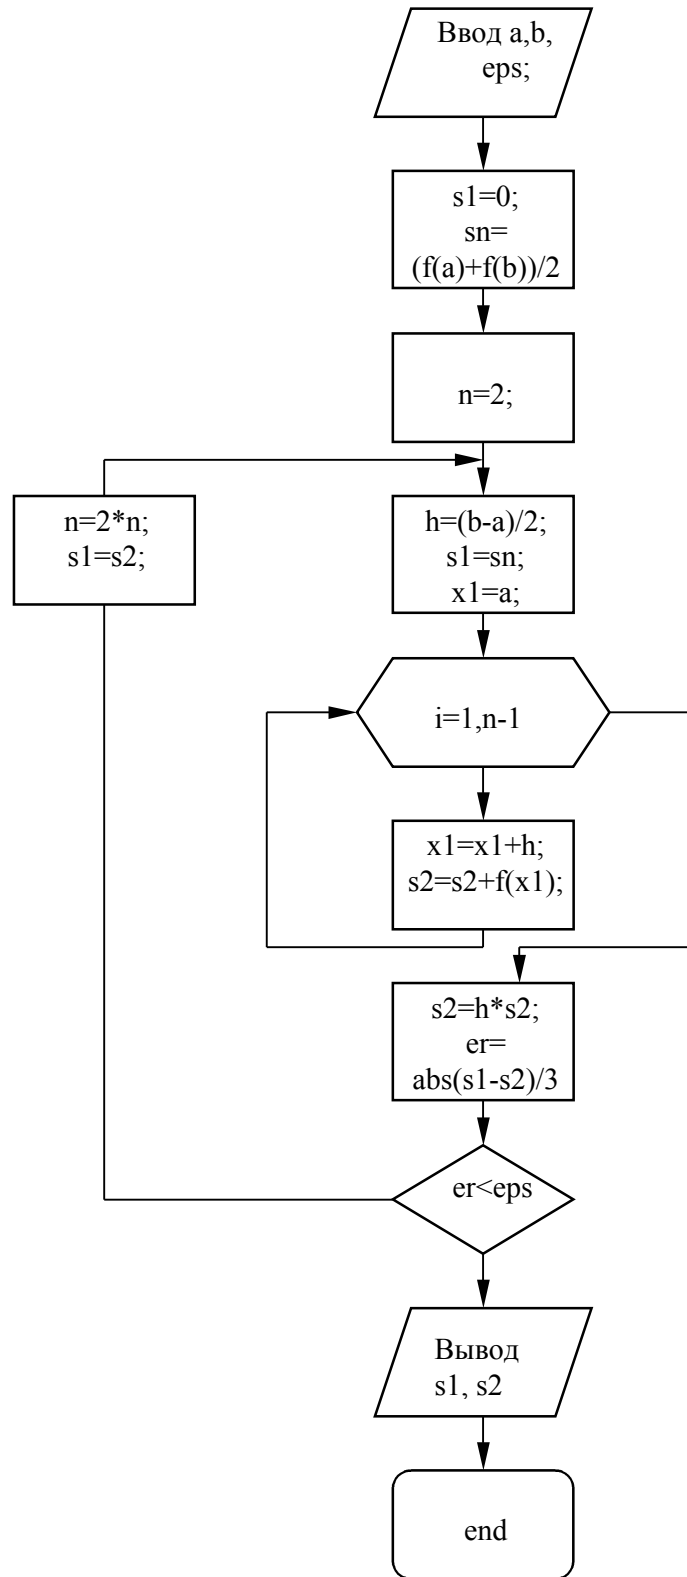 Ввод a,b,
eps;
s1=0;
sn=
(f(a)+f(b))/2
n=2;
n=2*n;
s1=s2;
h=(b-a)/2;
s1=sn;
x1=a;
i=1,n-1
x1=x1+h;
s2=s2+f(x1);
s2=h*s2;
er=
abs(s1-s2)/3
er<eps
Вывод
s1, s2
end